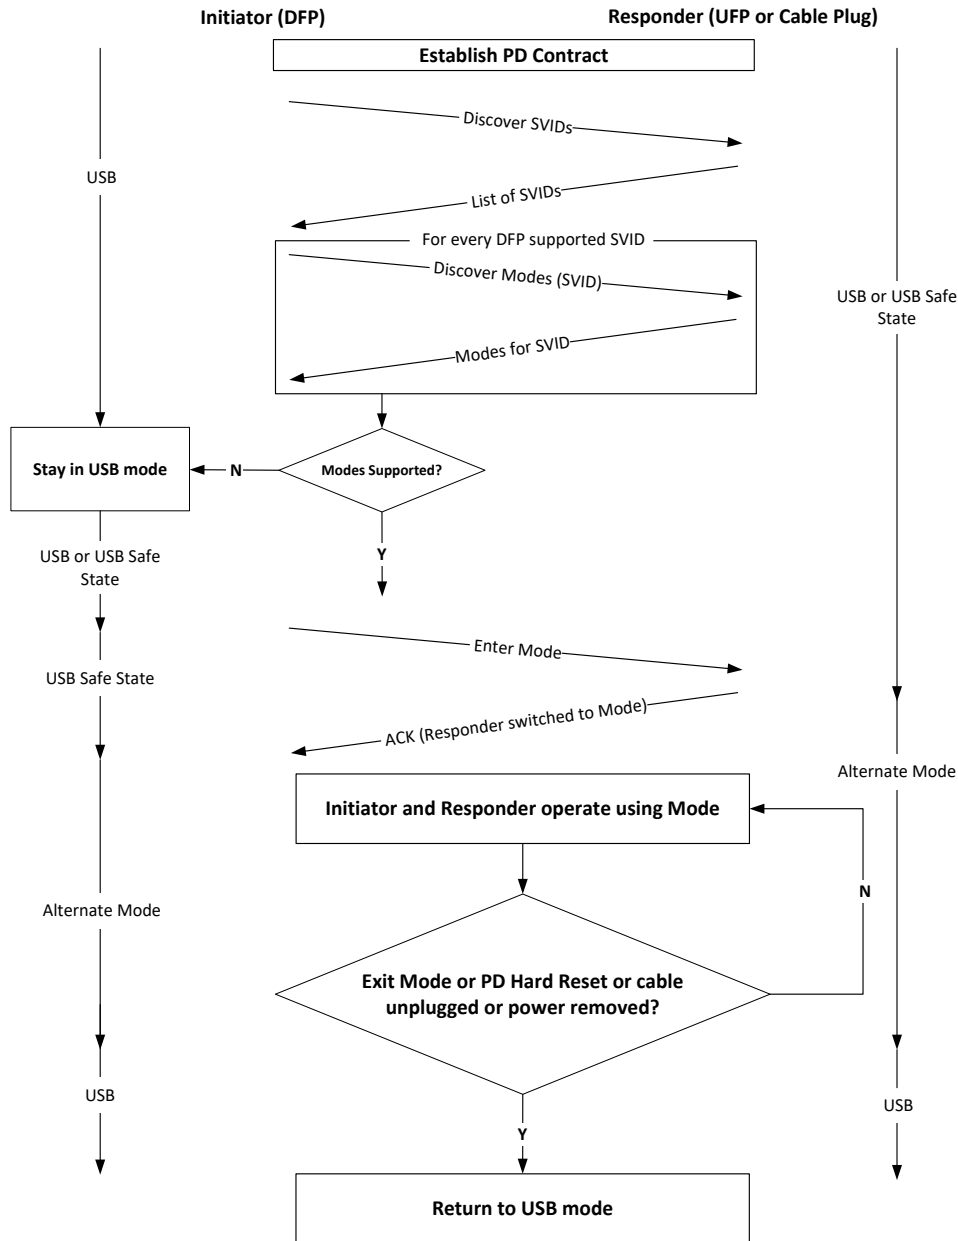 Initiator (DFP)
Responder (UFP or Cable Plug)
Establish PD Contract
Discover SVIDs
USB
List of SVIDs
For every DFP supported SVID
Discover Modes (SVID)
USB or USB Safe
State
Modes for SVID
Stay in USB mode
N
Modes Supported?
Y
USB or USB Safe
State
Enter Mode
USB Safe State
ACK (Responder switched to Mode)
Alternate Mode
Initiator and Responder operate using Mode
N
Alternate Mode
Exit Mode or PD Hard Reset or cable
unplugged or power removed?
USB
USB
Y
Return to USB mode